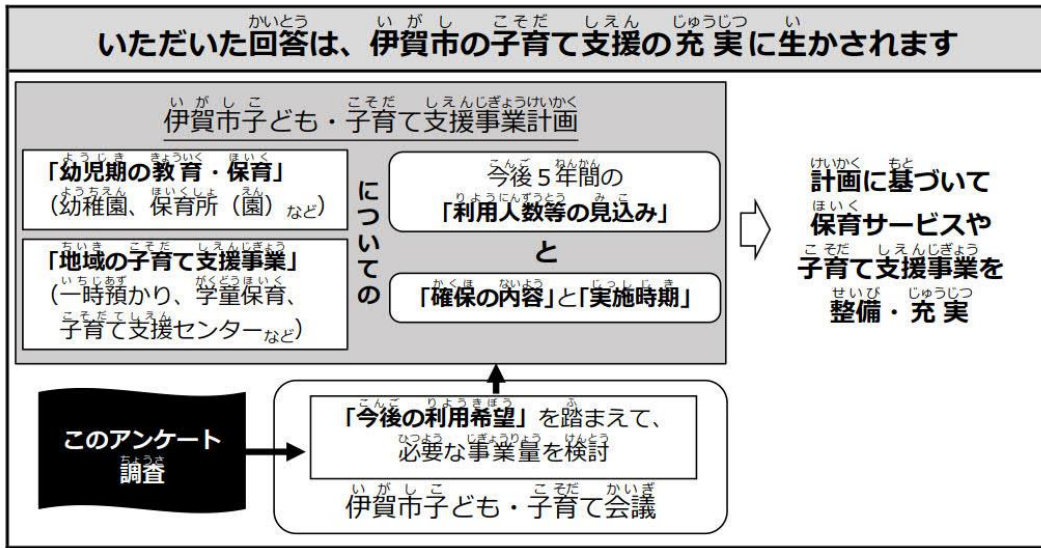 いただいた回答は、伊賀市の子育て支援の充実に生かされます
伊賀市子ども・子育て支援事業計画
「幼児期の教育・保育」
（幼稚園、保育所（園）など）
「地域の子育て支援事業」
（一時預かり、学童保育、
子育て支援センターなど）
についての
今後５年間の
「利用人数等の見込み」
と
「確保の内容」と「実施時期」
計画に基づいて
保育サービスや
子育て支援事業を
整備・充実
このアンケート
調査
「今後の利用希望」を踏まえて、
必要な事業量を検討
伊賀市子ども・子育て会議